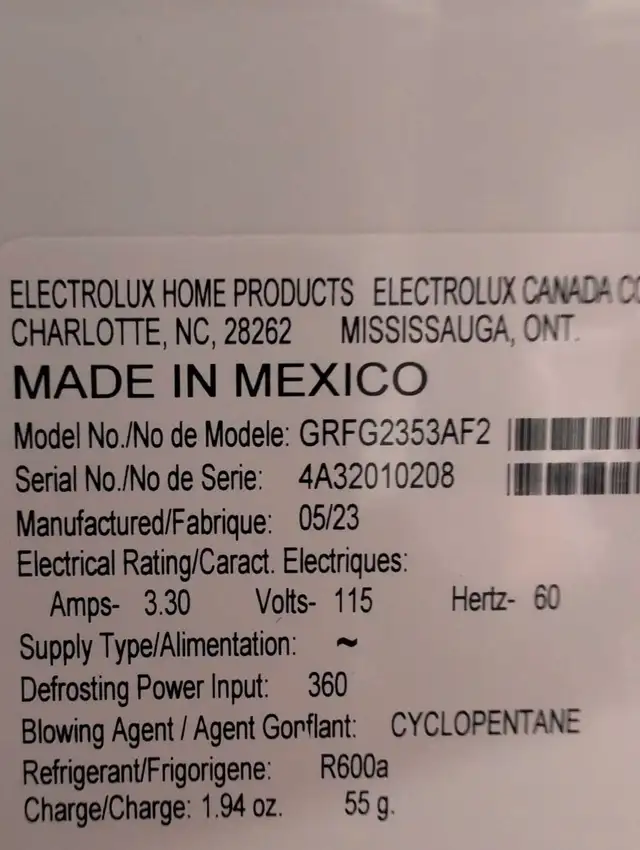 ELECTROLUX HOME PRODUCTS ELECTROLUX CANADA
CHARLOTTE, NC, 28262 MISSISSAUGA, ONT.
MADE IN MEXICO
Model No./No de Modele: GRFG2353AF2
Serial No./No de Serie: 4A32010208
Manufactured/Fabrique: 05/23
Electrical Rating/Caract. Electriques:
Amps- 3.30 Volts- 115 Hertz- 60
Supply Type/Alimentation: ~
Defrosting Power Input: 360
Blowing Agent / Agent Gonflant: CYCLOPENTANE
Refrigerant/Frigorigene: R600a
Charge/Charge: 1.94 oz. 55 g.